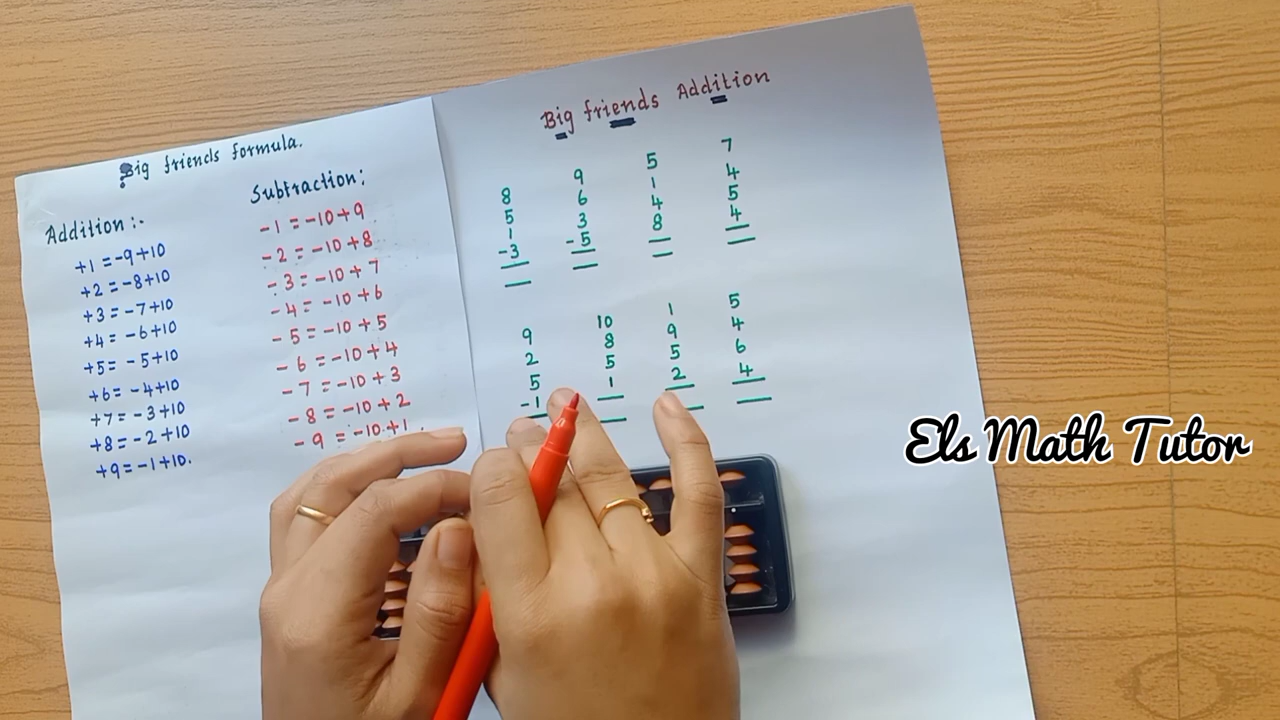 Big friends formula.
Addition:-
+1 = -9+10
+2 = -8+10
+3 = -7+10
+4 = -6+10
+5 = -5+10
+6 = -4+10
+7 = -3+10
+8 = -2+10
+9 = -1+10.
Subtraction:
-1 = -10+9
-2 = -10+8
-3 = -10+7
-4 = -10+6
-5 = -10+5
-6 = -10+4
-7 = -10+3
-8 = -10+2
-9 = -10+1.
Big friends Addition
8
5
1
-3
9
6
3
-5
5
1
4
8
7
4
5
4
9
2
5
-1
10
8
5
1
1
9
5
2
5
4
6
4
Els Math Tutor